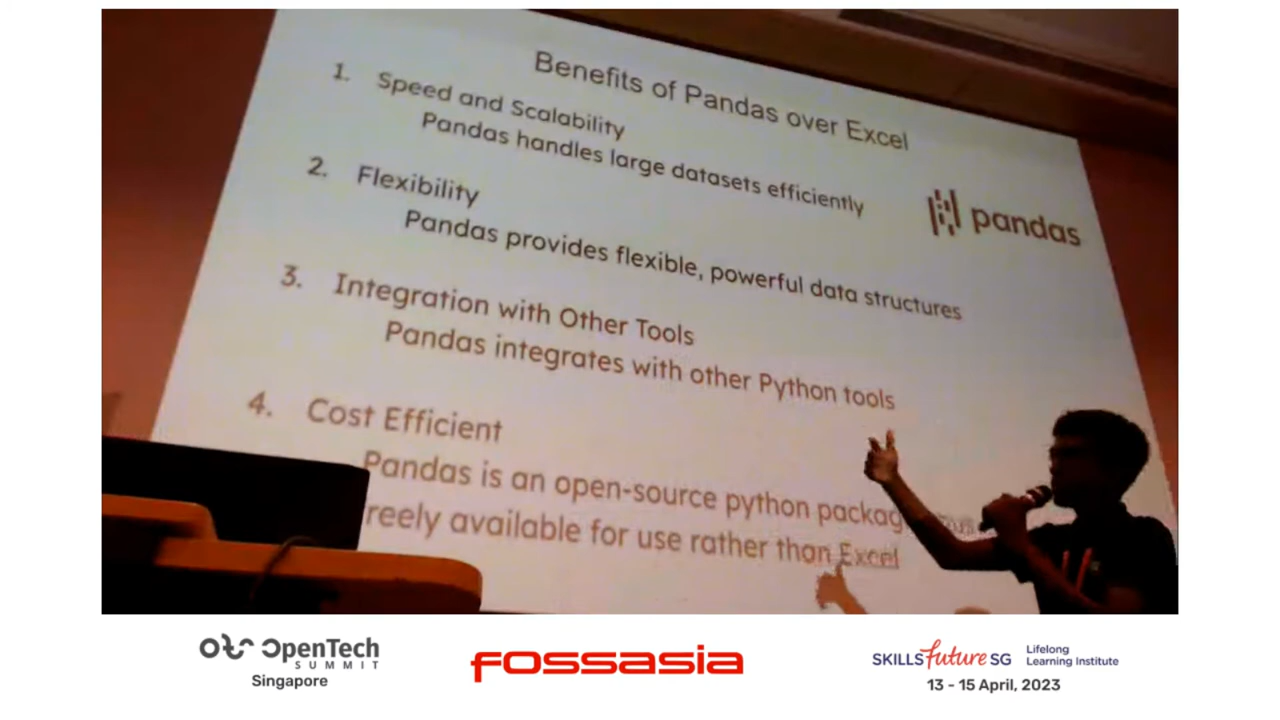 Benefits of Pandas over Excel
1. Speed and Scalability
Pandas handles large datasets efficiently
2. Flexibility
Pandas provides flexible, powerful data structures
pandas
3. Integration with Other Tools
Pandas integrates with other Python tools
4. Cost Efficient
Pandas is an open-source python packag
reely available for use rather than Excel
OpenTech
SUMMIT
Singapore
fossasia
SKILLS future SG
Lifelong
Learning Institute
13 - 15 April, 2023